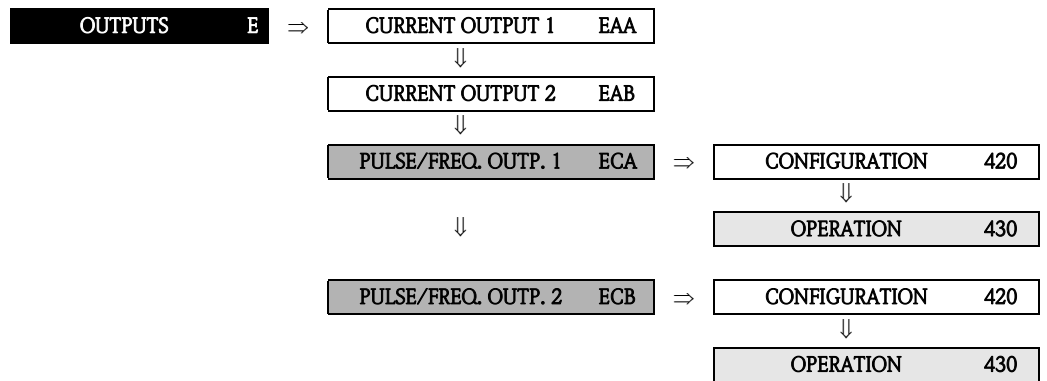 OUTPUTS E ⇒ CURRENT OUTPUT 1 EAA
⇓
CURRENT OUTPUT 2 EAB
⇓
PULSE/FREQ. OUTP. 1 ECA ⇒ CONFIGURATION 420
⇓
⇓ OPERATION 430
PULSE/FREQ. OUTP. 2 ECB ⇒ CONFIGURATION 420
⇓
OPERATION 430